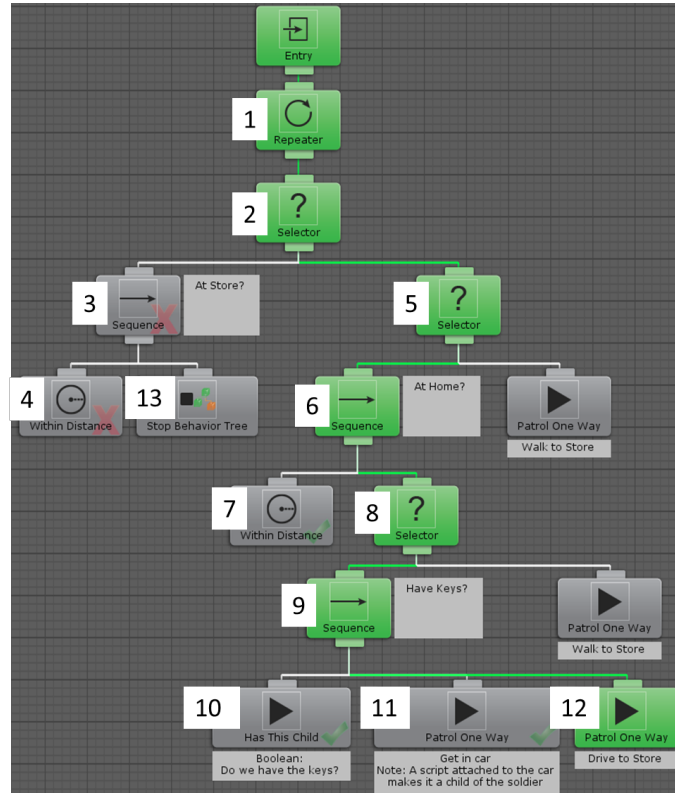 Entry
1
Repeater
2
?
Selector
3
Sequence
At Store?
5
?
Selector
4
Within Distance
13
Stop Behavior Tree
6
Sequence
At Home?
Patrol One Way
Walk to Store
7
Within Distance
8
?
Selector
9
Sequence
Have Keys?
Patrol One Way
Walk to Store
10
Has This Child
Boolean:
Do we have the keys?
11
Patrol One Way
Get in car
Note: A script attached to the car
makes it a child of the soldier
12
Patrol One Way
Drive to Store